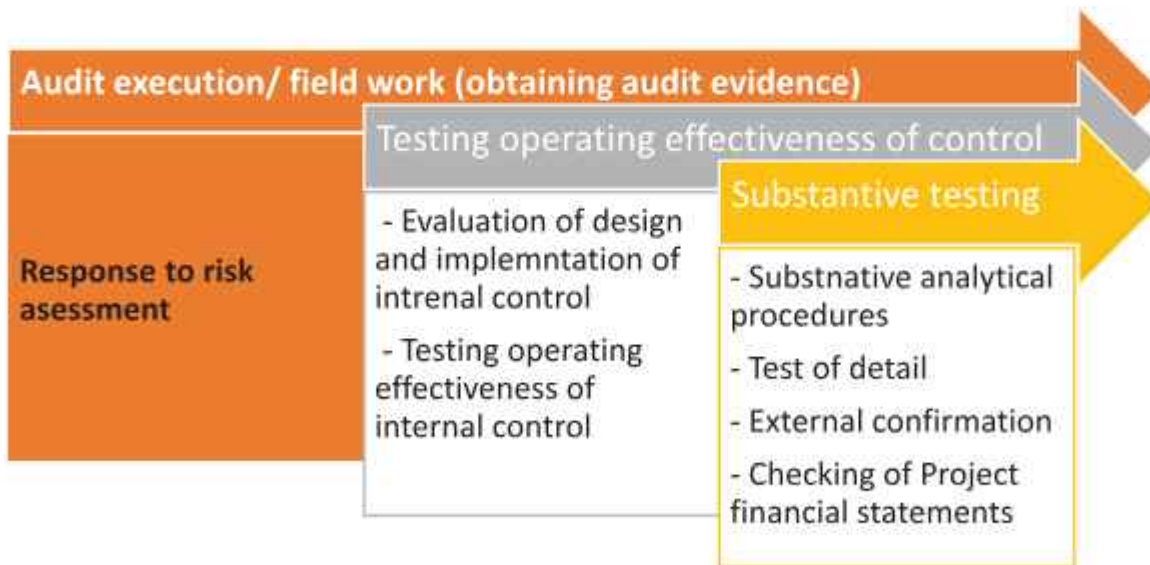 Audit execution/ field work (obtaining audit evidence)
Testing operating effectiveness of control
Substantive testing
Response to risk
asessment
- Evaluation of design
and implemntation of
intrenal control
- Testing operating
effectiveness of
internal control
- Substnative analytical
procedures
- Test of detail
- External confirmation
- Checking of Project
financial statements